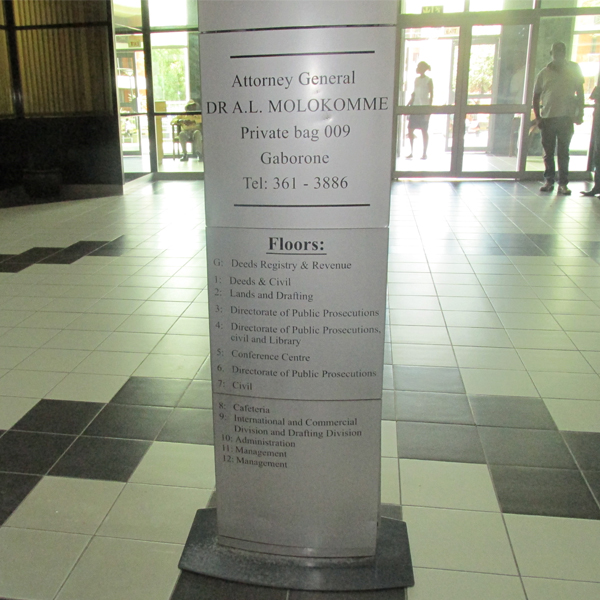 Attorney General
DR A.L. MOLOKOMME
Private bag 009
Gaborone
Tel: 361 - 3886
Floors:
G: Deeds Registry & Revenue
1: Deeds & Civil
2: Lands and Drafting
3: Directorate of Public Prosecutions
4: Directorate of Public Prosecutions,
civil and Library
5: Conference Centre
6: Directorate of Public Prosecutions
7: Civil
8: Cafeteria
9: International and Commercial
Division and Drafting Division
10: Administration
11: Management
12: Management